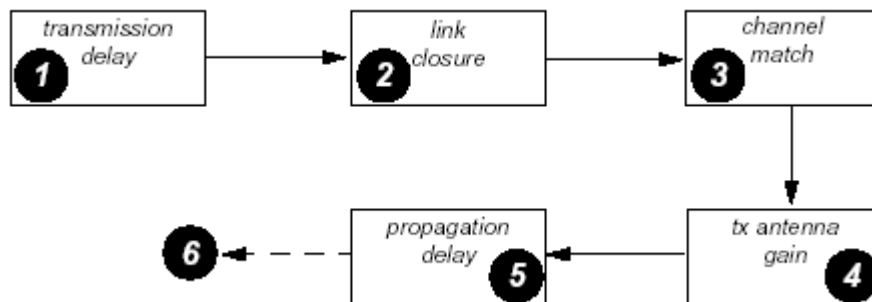 transmission
delay
1
link
closure
2
channel
match
3
tx antenna
gain
4
propagation
delay
5
6